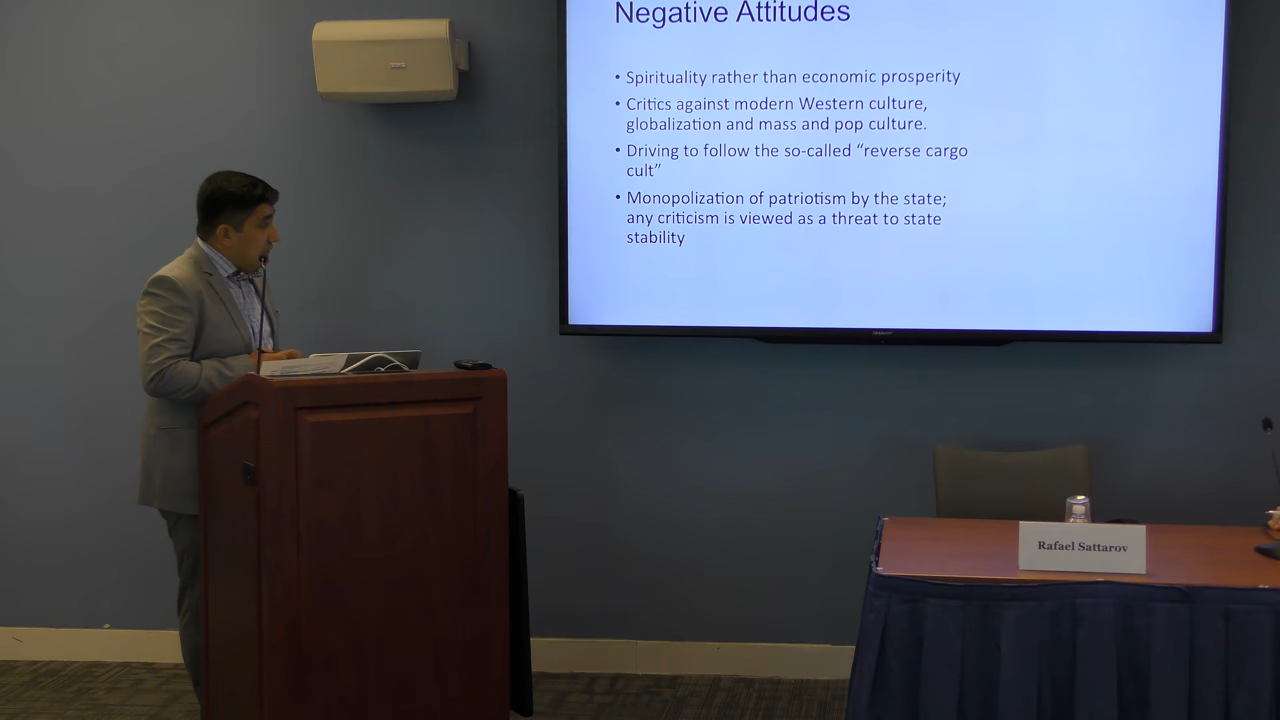 Negative Attitudes
• Spirituality rather than economic prosperity
• Critics against modern Western culture,
globalization and mass and pop culture.
• Driving to follow the so-called “reverse cargo
cult”
• Monopolization of patriotism by the state;
any criticism is viewed as a threat to state
stability
Rafael Sattarov